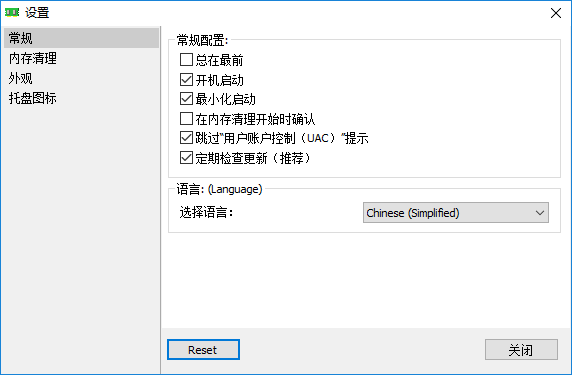 设置
常规
内存清理
外观
托盘图标
常规配置:
总在最前
开机启动
最小化启动
在内存清理开始时确认
跳过“用户账户控制（UAC）”提示
定期检查更新（推荐）
语言: (Language)
选择语言：
Chinese (Simplified)
Reset
关闭